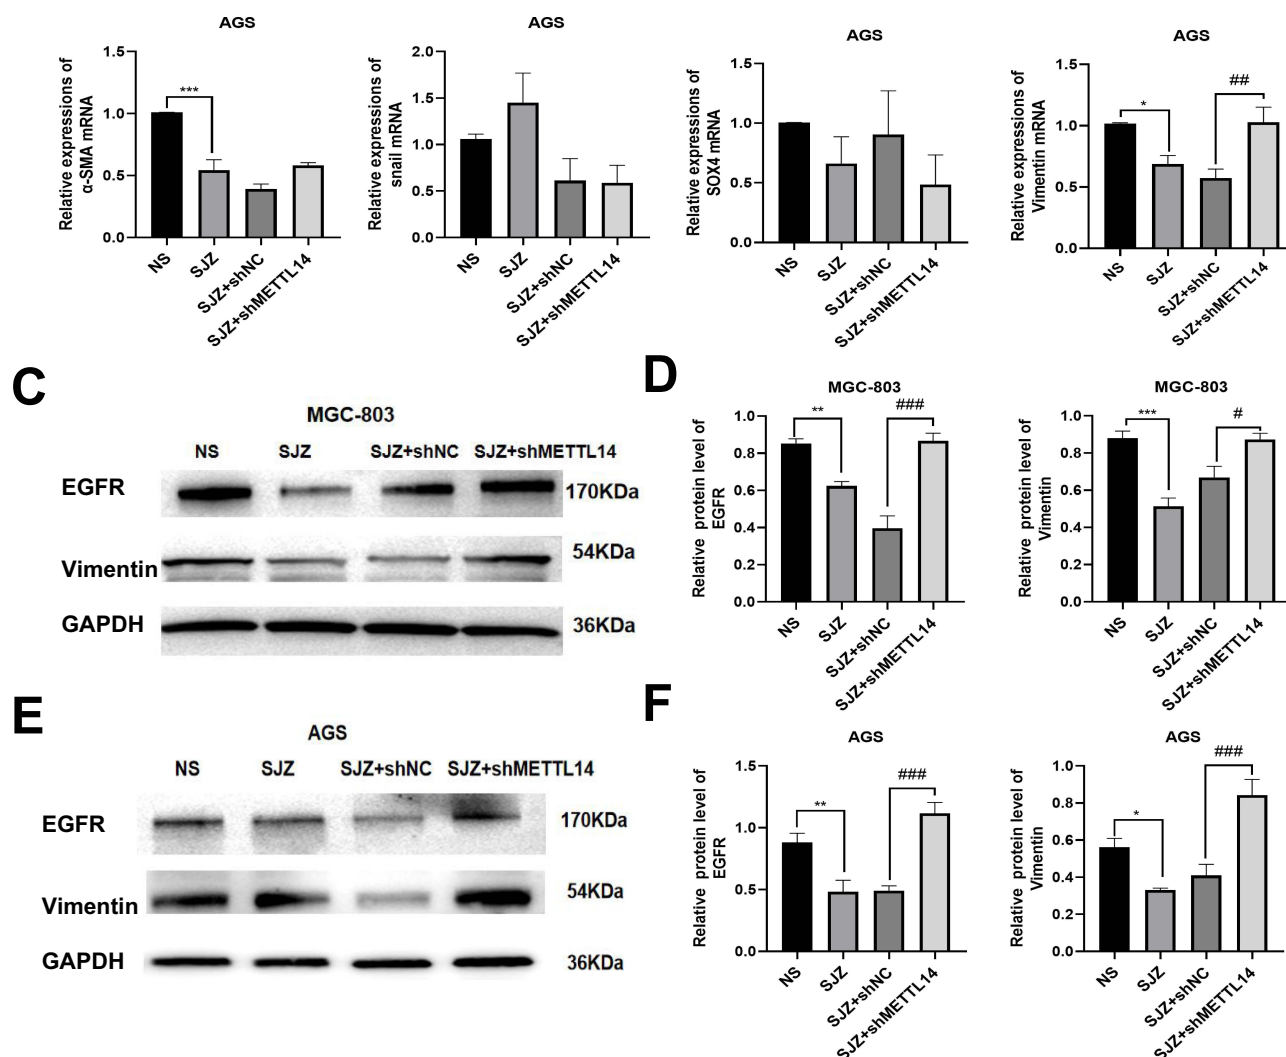 AGS
Relative expressions of
α-SMA mRNA
1.5
1.0
0.5
0.0
***
NS
SJZ
SJZ+shNC
SJZ+shMETTL14
AGS
Relative expressions of
snail mRNA
2.0
1.5
1.0
0.5
0.0
NS
SJZ
SJZ+shNC
SJZ+shMETTL14
AGS
Relative expressions of
SOX4 mRNA
1.5
1.0
0.5
0.0
NS
SJZ
SJZ+shNC
SJZ+shMETTL14
AGS
Relative expressions of
Vimentin mRNA
1.5
1.0
0.5
0.0
*
##
NS
SJZ
SJZ+shNC
SJZ+shMETTL14
C
MGC-803
NS SJZ SJZ+shNC SJZ+shMETTL14
EGFR 170KDa
Vimentin 54KDa
GAPDH 36KDa
D
MGC-803
Relative protein level of
EGFR
1.0
0.8
0.6
0.4
0.2
0.0
**
###
NS
SJZ
SJZ+shNC
SJZ+shMETTL14
MGC-803
Relative protein level of
Vimentin
1.0
0.8
0.6
0.4
0.2
0.0
***
#
NS
SJZ
SJZ+shNC
SJZ+shMETTL14
E
AGS
NS SJZ SJZ+shNC SJZ+shMETTL14
EGFR 170KDa
Vimentin 54KDa
GAPDH 36KDa
F
AGS
Relative protein level of
EGFR
1.5
1.0
0.5
0.0
**
###
NS
SJZ
SJZ+shNC
SJZ+shMETTL14
AGS
Relative protein level of
Vimentin
1.0
0.8
0.6
0.4
0.2
0.0
*
###
NS
SJZ
SJZ+shNC
SJZ+shMETTL14